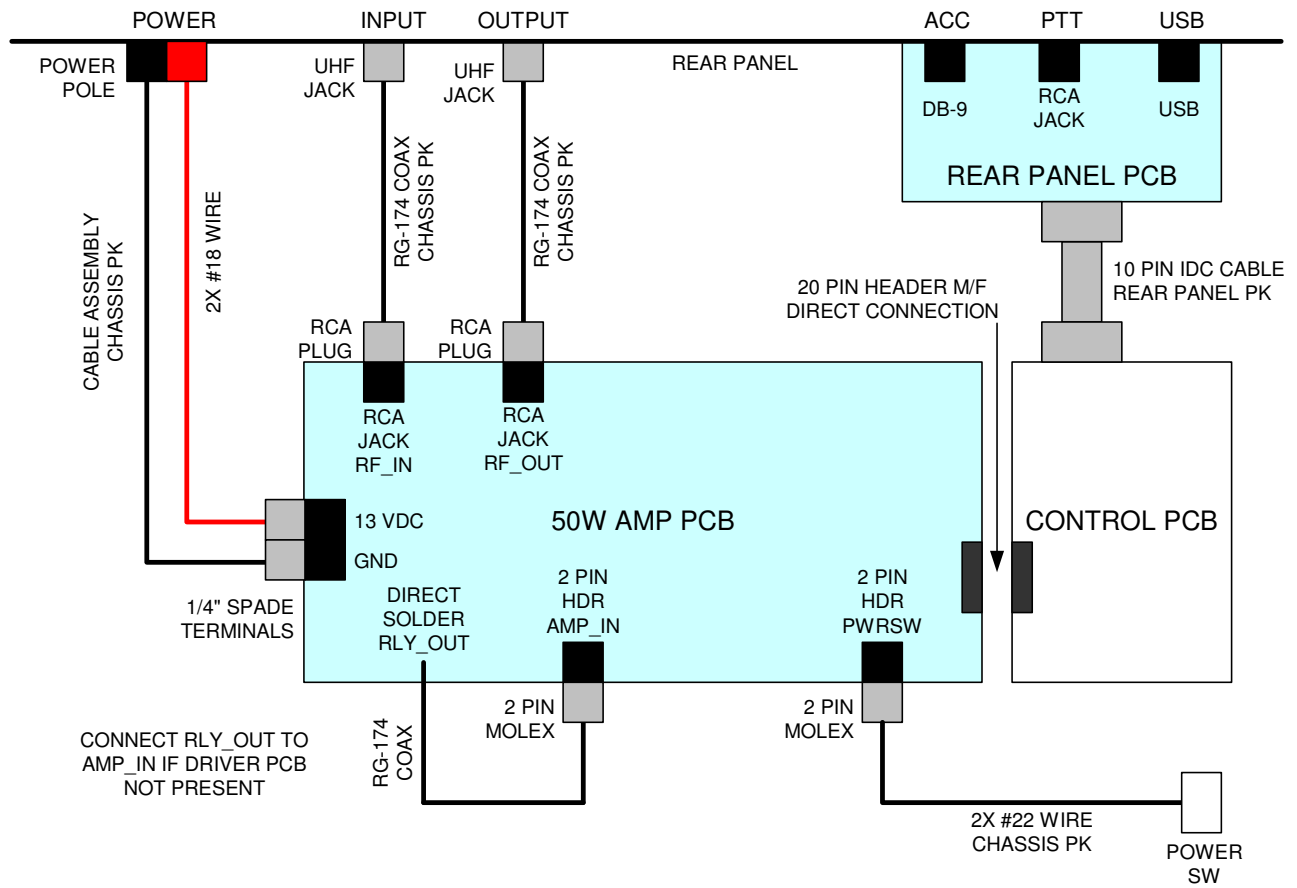 POWER
INPUT
OUTPUT
ACC
PTT
USB
POWER
POLE
UHF
JACK
UHF
JACK
REAR PANEL
DB-9
RCA
JACK
USB
REAR PANEL PCB
CABLE ASSEMBLY
CHASSIS PK
2X #18 WIRE
RG-174 COAX
CHASSIS PK
RG-174 COAX
CHASSIS PK
20 PIN HEADER M/F
DIRECT CONNECTION
10 PIN IDC CABLE
REAR PANEL PK
RCA
PLUG
RCA
PLUG
RCA
JACK
RF_IN
RCA
JACK
RF_OUT
13 VDC
GND
50W AMP PCB
CONTROL PCB
1/4" SPADE
TERMINALS
DIRECT
SOLDER
RLY_OUT
2 PIN
HDR
AMP_IN
2 PIN
HDR
PWRSW
RG-174
COAX
2 PIN
MOLEX
2 PIN
MOLEX
CONNECT RLY_OUT TO
AMP_IN IF DRIVER PCB
NOT PRESENT
2X #22 WIRE
CHASSIS PK
POWER
SW